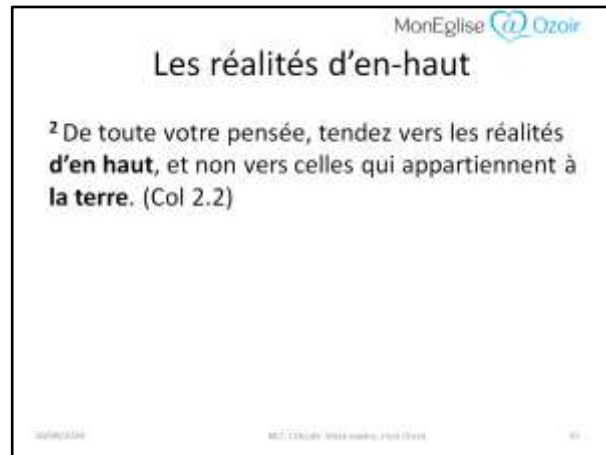 MonEglise @ Ozoir
Les réalités d’en-haut
2 De toute votre pensée, tendez vers les réalités
d’en haut, et non vers celles qui appartiennent à
la terre. (Col 2.2)